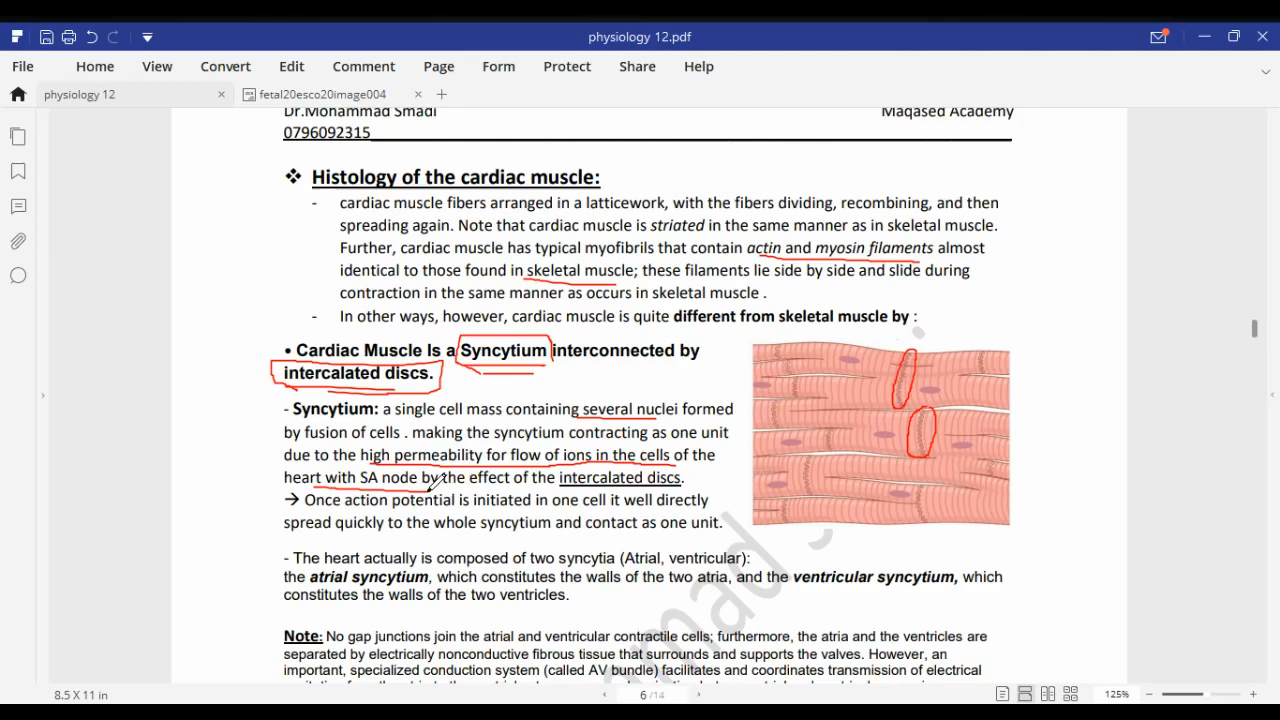 physiology 12.pdf
File Home View Convert Edit Comment Page Form Protect Share Help
physiology 12 × fetal20esco20image004 × +
Dr.Mohammad Smadi Maqased Academy
0796092315
❖ Histology of the cardiac muscle:
- cardiac muscle fibers arranged in a latticework, with the fibers dividing, recombining, and then
spreading again. Note that cardiac muscle is striated in the same manner as in skeletal muscle.
Further, cardiac muscle has typical myofibrils that contain actin and myosin filaments almost
identical to those found in skeletal muscle; these filaments lie side by side and slide during
contraction in the same manner as occurs in skeletal muscle .
- In other ways, however, cardiac muscle is quite different from skeletal muscle by :
• Cardiac Muscle Is a Syncytium interconnected by
intercalated discs.
- Syncytium: a single cell mass containing several nuclei formed
by fusion of cells . making the syncytium contracting as one unit
due to the high permeability for flow of ions in the cells of the
heart with SA node by the effect of the intercalated discs.
→ Once action potential is initiated in one cell it well directly
spread quickly to the whole syncytium and contact as one unit.
- The heart actually is composed of two syncytia (Atrial, ventricular):
the atrial syncytium, which constitutes the walls of the two atria, and the ventricular syncytium, which
constitutes the walls of the two ventricles.
Note: No gap junctions join the atrial and ventricular contractile cells; furthermore, the atria and the ventricles are
separated by electrically nonconductive fibrous tissue that surrounds and supports the valves. However, an
important, specialized conduction system (called AV bundle) facilitates and coordinates transmission of electrical
8.5 X 11 in 6 /14 125%